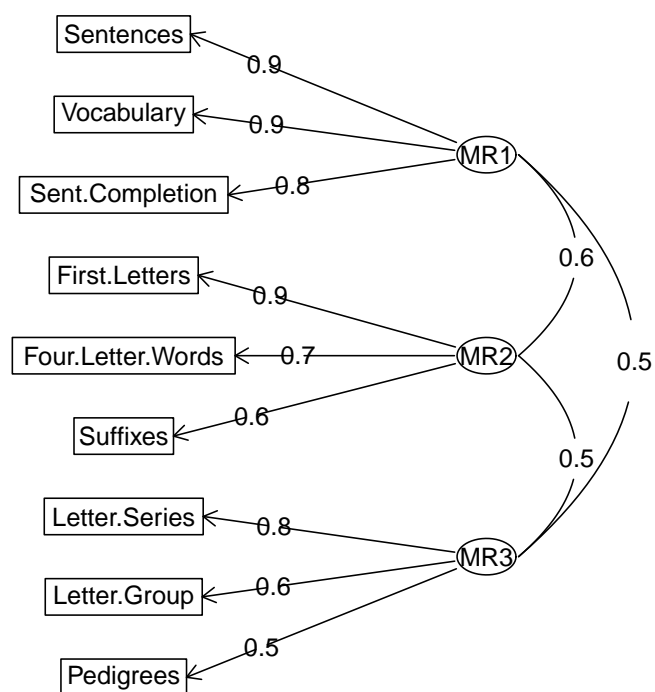 Sentences
0.9
Vocabulary
0.9
MR1
Sent.Completion
0.8
0.6
First.Letters
0.9
Four.Letter.Words
0.7
MR2
0.5
Suffixes
0.6
0.5
Letter.Series
0.8
MR3
Letter.Group
0.6
Pedigrees
0.5